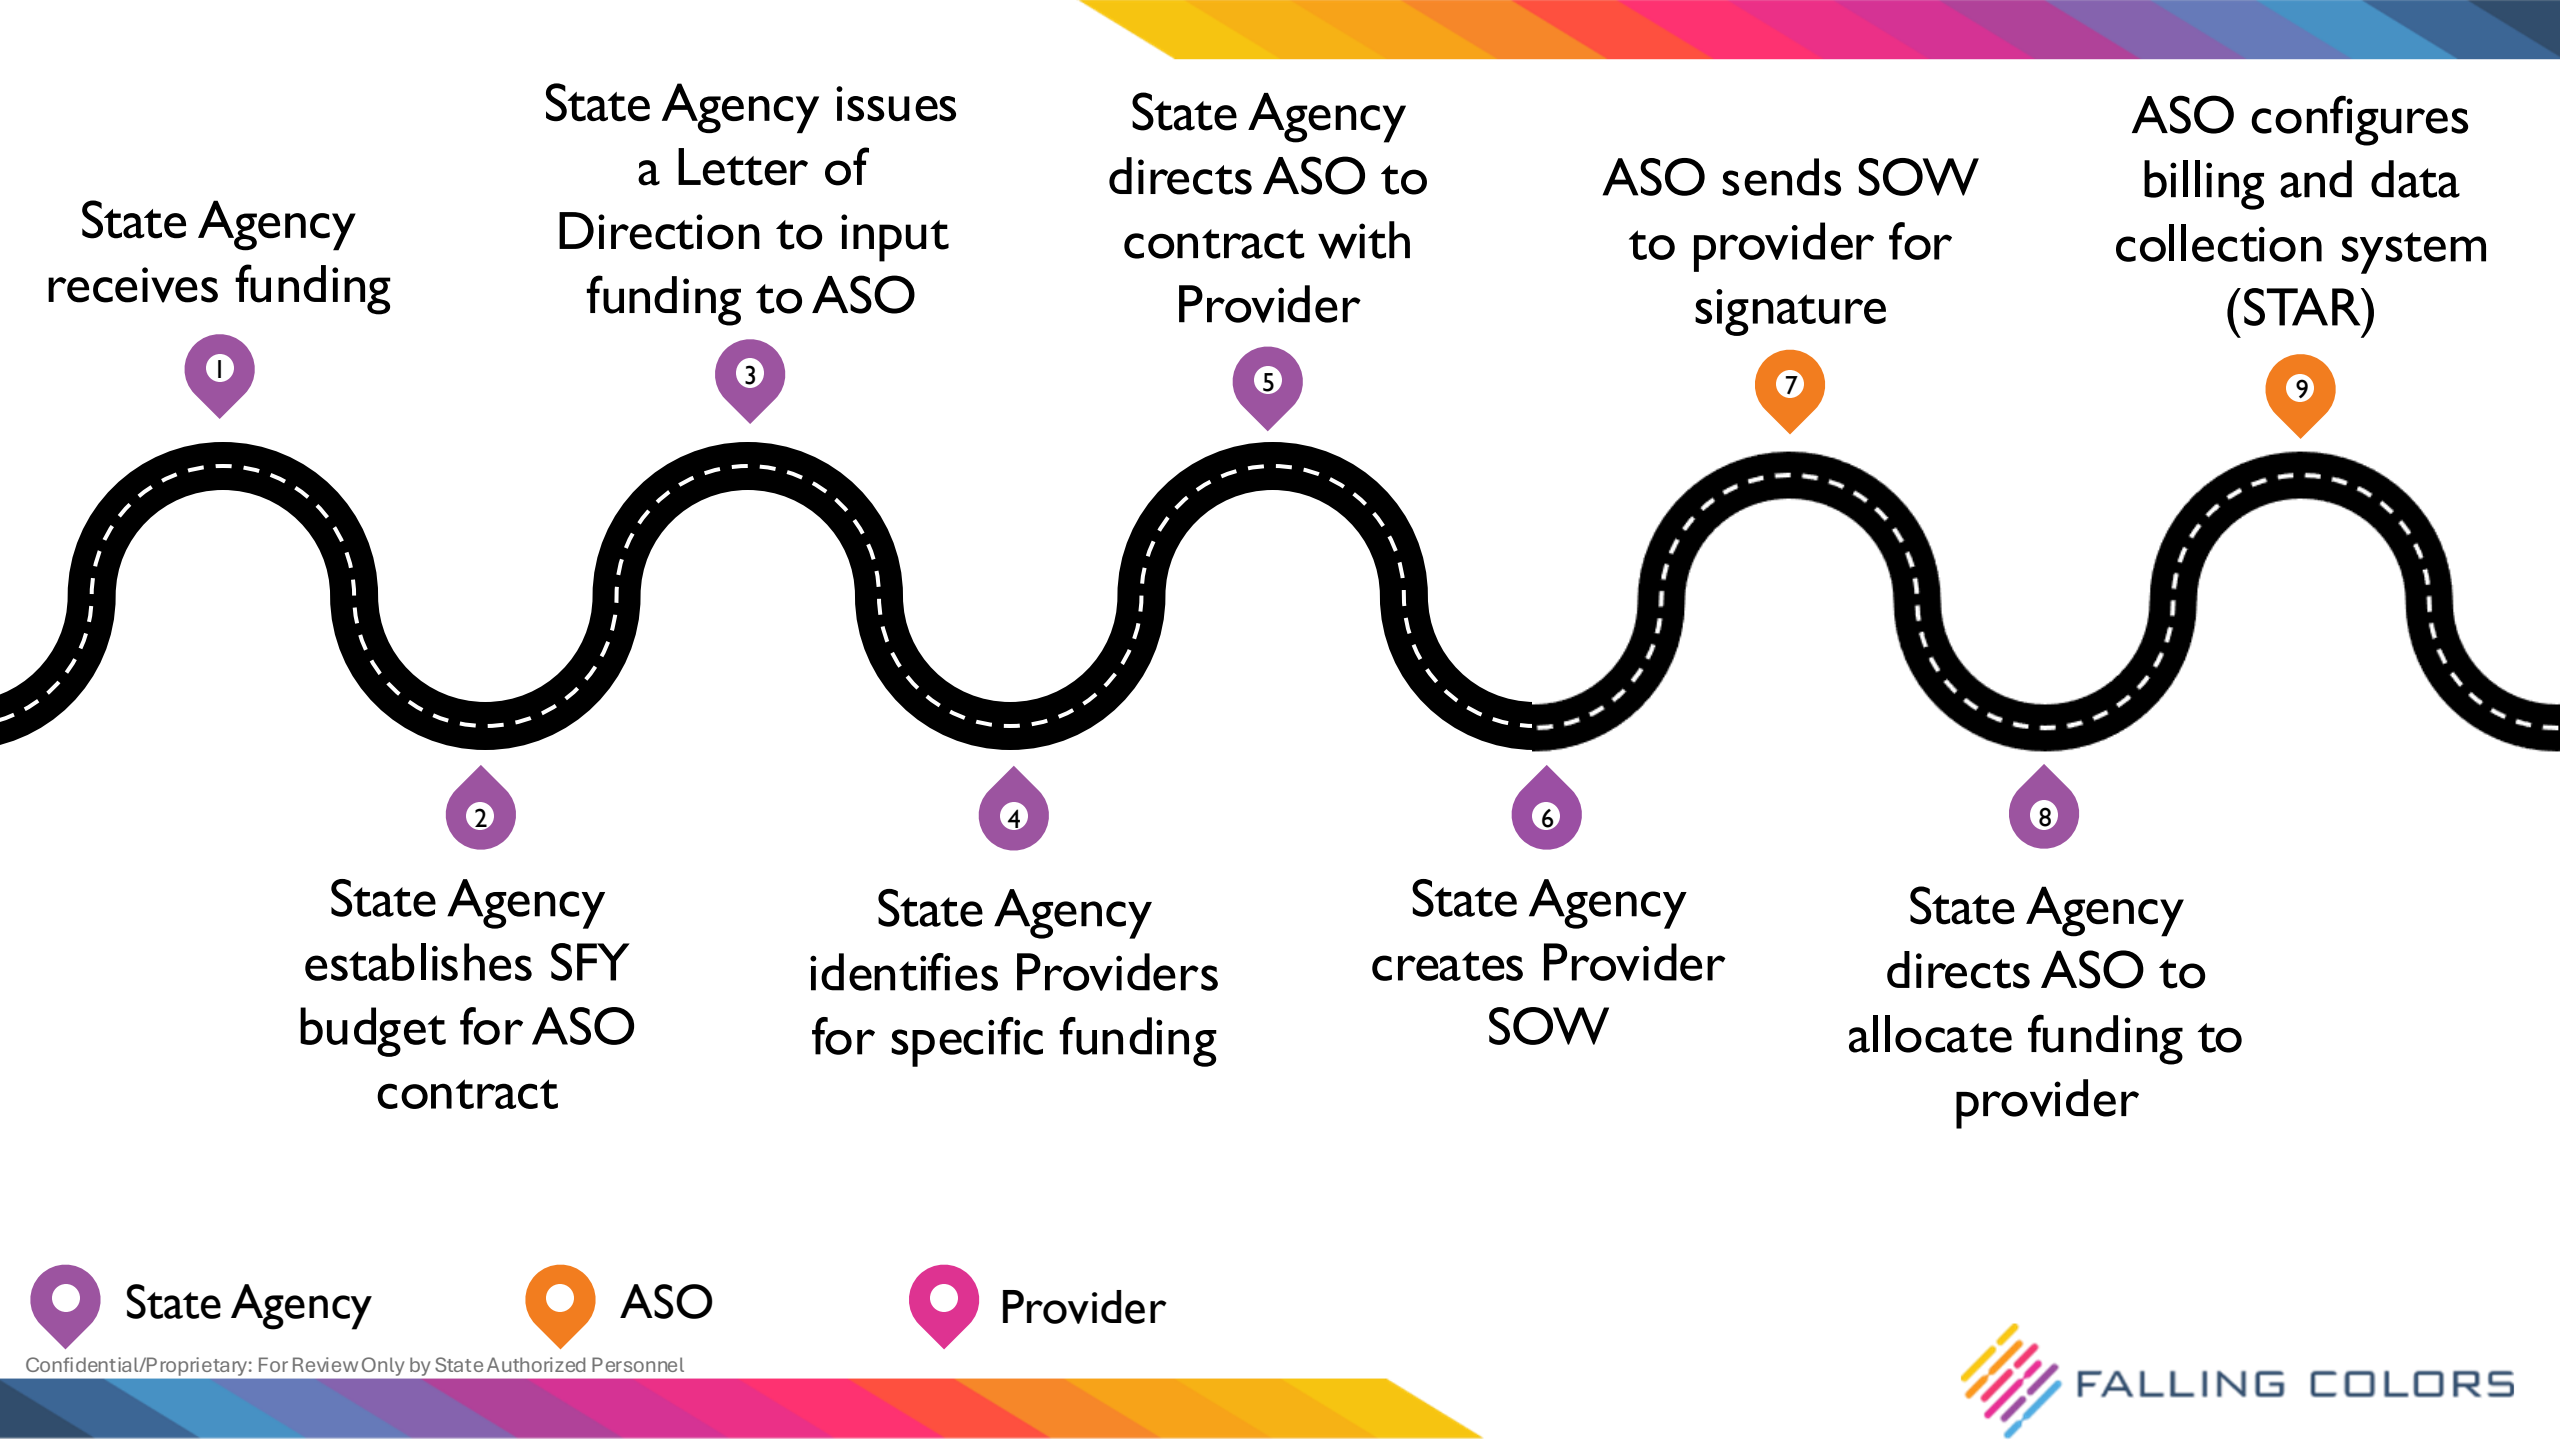 State Agency
receives funding
1
State Agency
establishes SFY
budget for ASO
contract
2
State Agency issues
a Letter of
Direction to input
funding to ASO
3
State Agency
identifies Providers
for specific funding
4
State Agency
directs ASO to
contract with
Provider
5
State Agency
creates Provider
SOW
6
ASO sends SOW
to provider for
signature
7
State Agency
directs ASO to
allocate funding to
provider
8
ASO configures
billing and data
collection system
(STAR)
9
State Agency
ASO
Provider
Confidential/Proprietary: For Review Only by State Authorized Personnel
FALLING COLORS